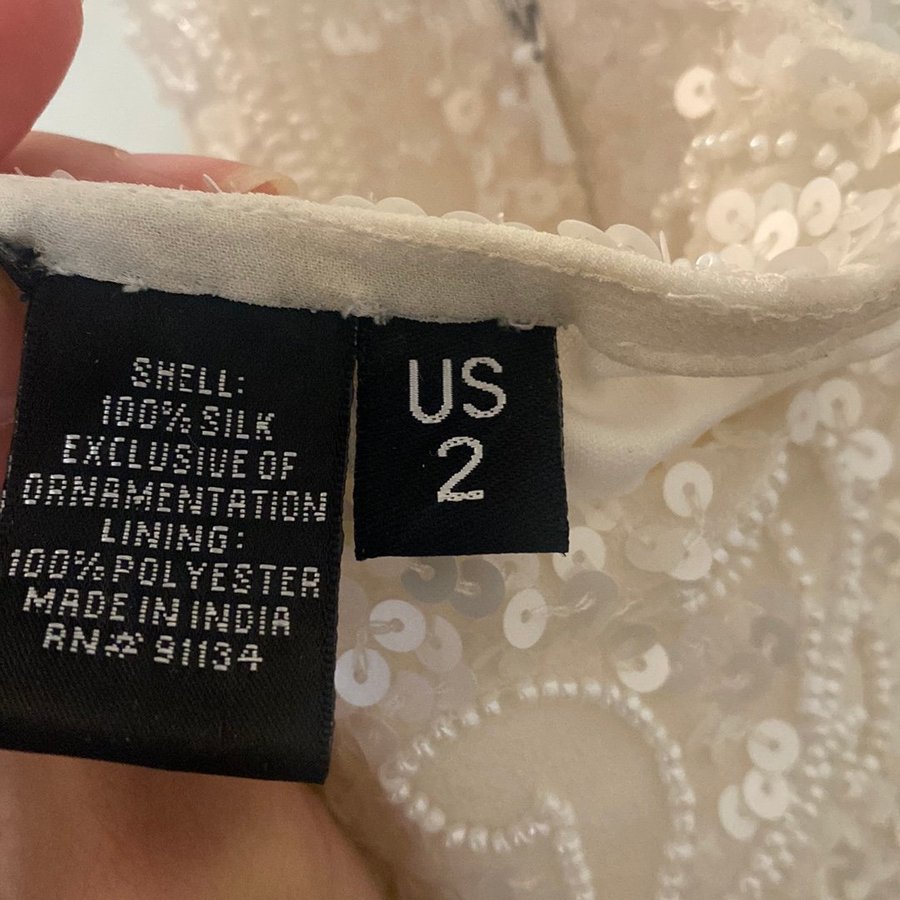 SHELL:
100% SILK
EXCLUSIVE OF
ORNAMENTATION
LINING:
100% POLYESTER
MADE IN INDIA
RN# 91134
US
2